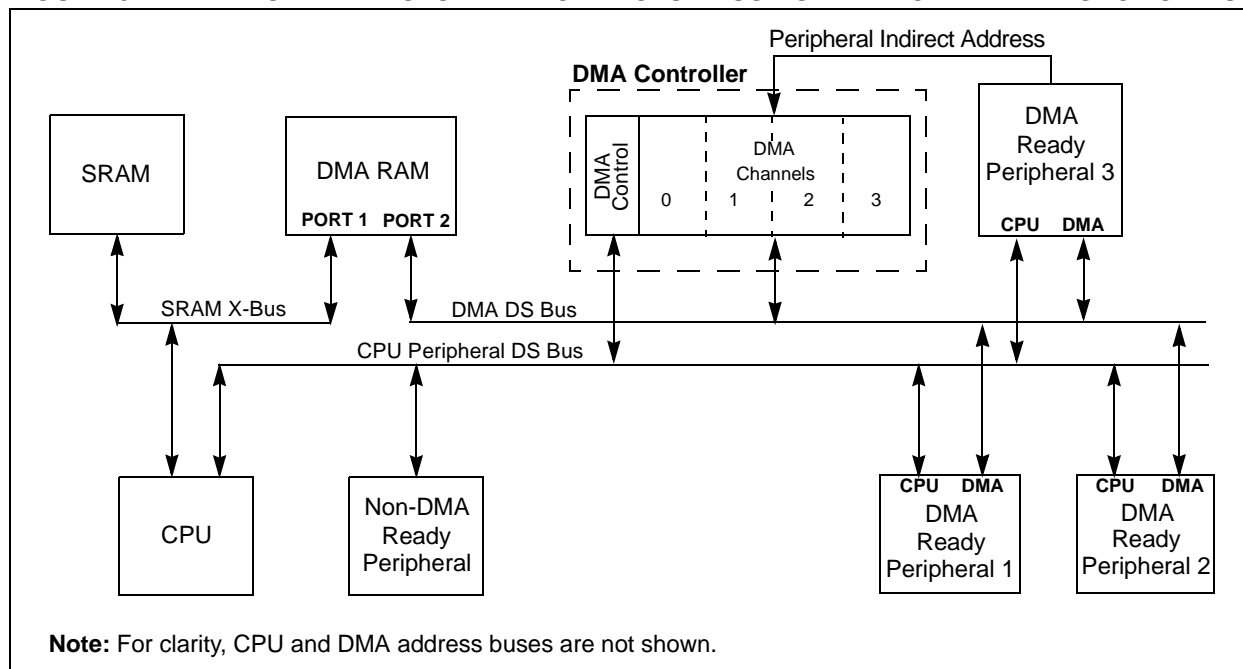 Peripheral Indirect Address
DMA Controller
SRAM
DMA RAM
PORT 1 PORT 2
DMA
Control
DMA
Channels
0 1 2 3
DMA
Ready
Peripheral 3
CPU DMA
SRAM X-Bus
DMA DS Bus
CPU Peripheral DS Bus
CPU
Non-DMA
Ready
Peripheral
CPU DMA
DMA
Ready
Peripheral 1
CPU DMA
DMA
Ready
Peripheral 2
Note: For clarity, CPU and DMA address buses are not shown.